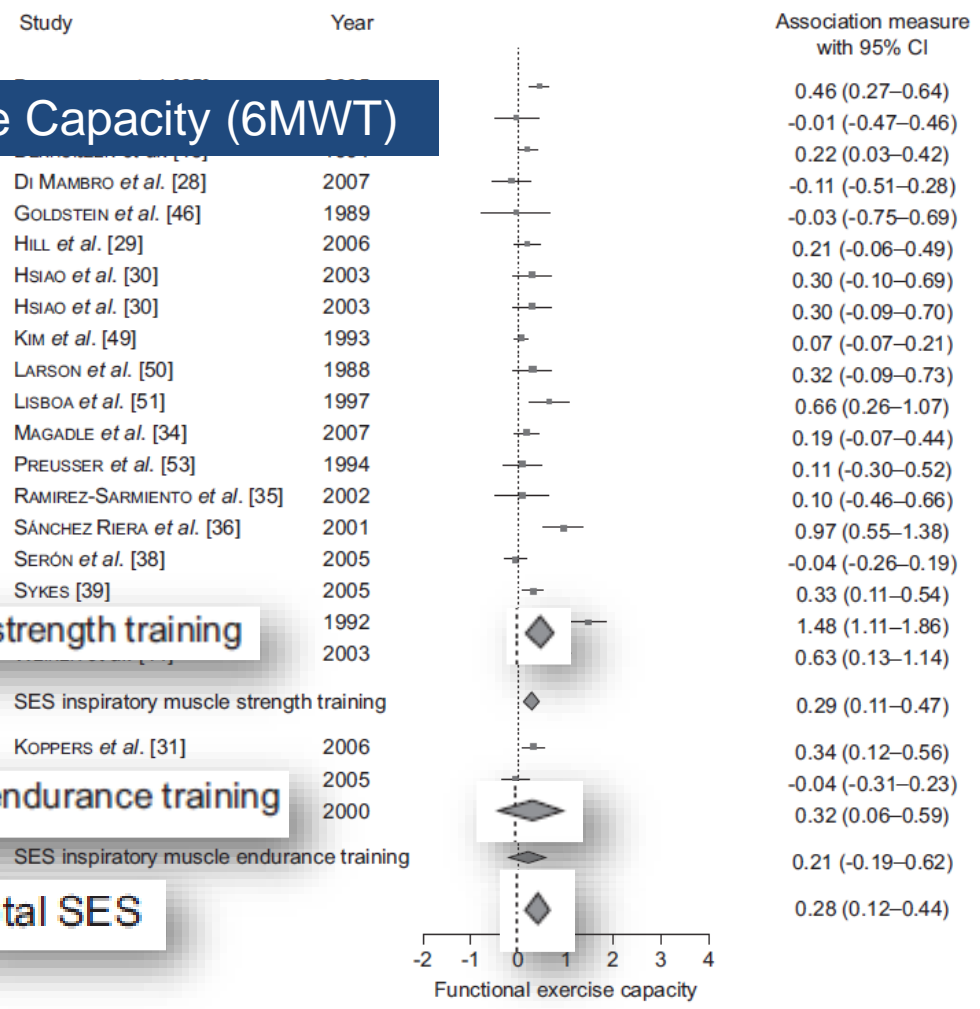 Study Year Association measure
with 95% CI
0.46 (0.27–0.64)
e Capacity (6MWT) -0.01 (-0.47–0.46)
0.22 (0.03–0.42)
DI MAMBRO et al. [28] 2007 -0.11 (-0.51–0.28)
GOLDSTEIN et al. [46] 1989 -0.03 (-0.75–0.69)
HILL et al. [29] 2006 0.21 (-0.06–0.49)
HSIAO et al. [30] 2003 0.30 (-0.10–0.69)
HSIAO et al. [30] 2003 0.30 (-0.09–0.70)
KIM et al. [49] 1993 0.07 (-0.07–0.21)
LARSON et al. [50] 1988 0.32 (-0.09–0.73)
LISBOA et al. [51] 1997 0.66 (0.26–1.07)
MAGADLE et al. [34] 2007 0.19 (-0.07–0.44)
PREUSSER et al. [53] 1994 0.11 (-0.30–0.52)
RAMIREZ-SARMIENTO et al. [35] 2002 0.10 (-0.46–0.66)
SÁNCHEZ RIERA et al. [36] 2001 0.97 (0.55–1.38)
SERÓN et al. [38] 2005 -0.04 (-0.26–0.19)
SYKES [39] 2005 0.33 (0.11–0.54)
strength training 1992 1.48 (1.11–1.86)
2003 0.63 (0.13–1.14)
SES inspiratory muscle strength training 0.29 (0.11–0.47)
KOPPERS et al. [31] 2006 0.34 (0.12–0.56)
2005 -0.04 (-0.31–0.23)
endurance training 2000 0.32 (0.06–0.59)
SES inspiratory muscle endurance training 0.21 (-0.19–0.62)
tal SES 0.28 (0.12–0.44)
-2 -1 0 1 2 3 4
Functional exercise capacity